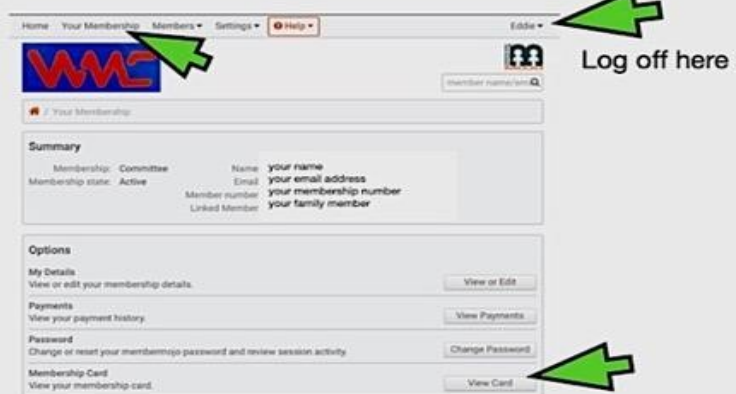 Home Your Membership Members Settings Help Eddie
Log off here
WMC
m
member name/em
/ Your Membership
Summary
Membership: Committee
Membership state: Active
Name your name
Email your email address
Member number your membership number
Linked Member your family member
Options
My Details
View or edit your membership details.
View or Edit
Payments
View your payment history.
View Payments
Password
Change or reset your membermojo password and review session activity.
Change Password
Membership Card
View your membership card.
View Card